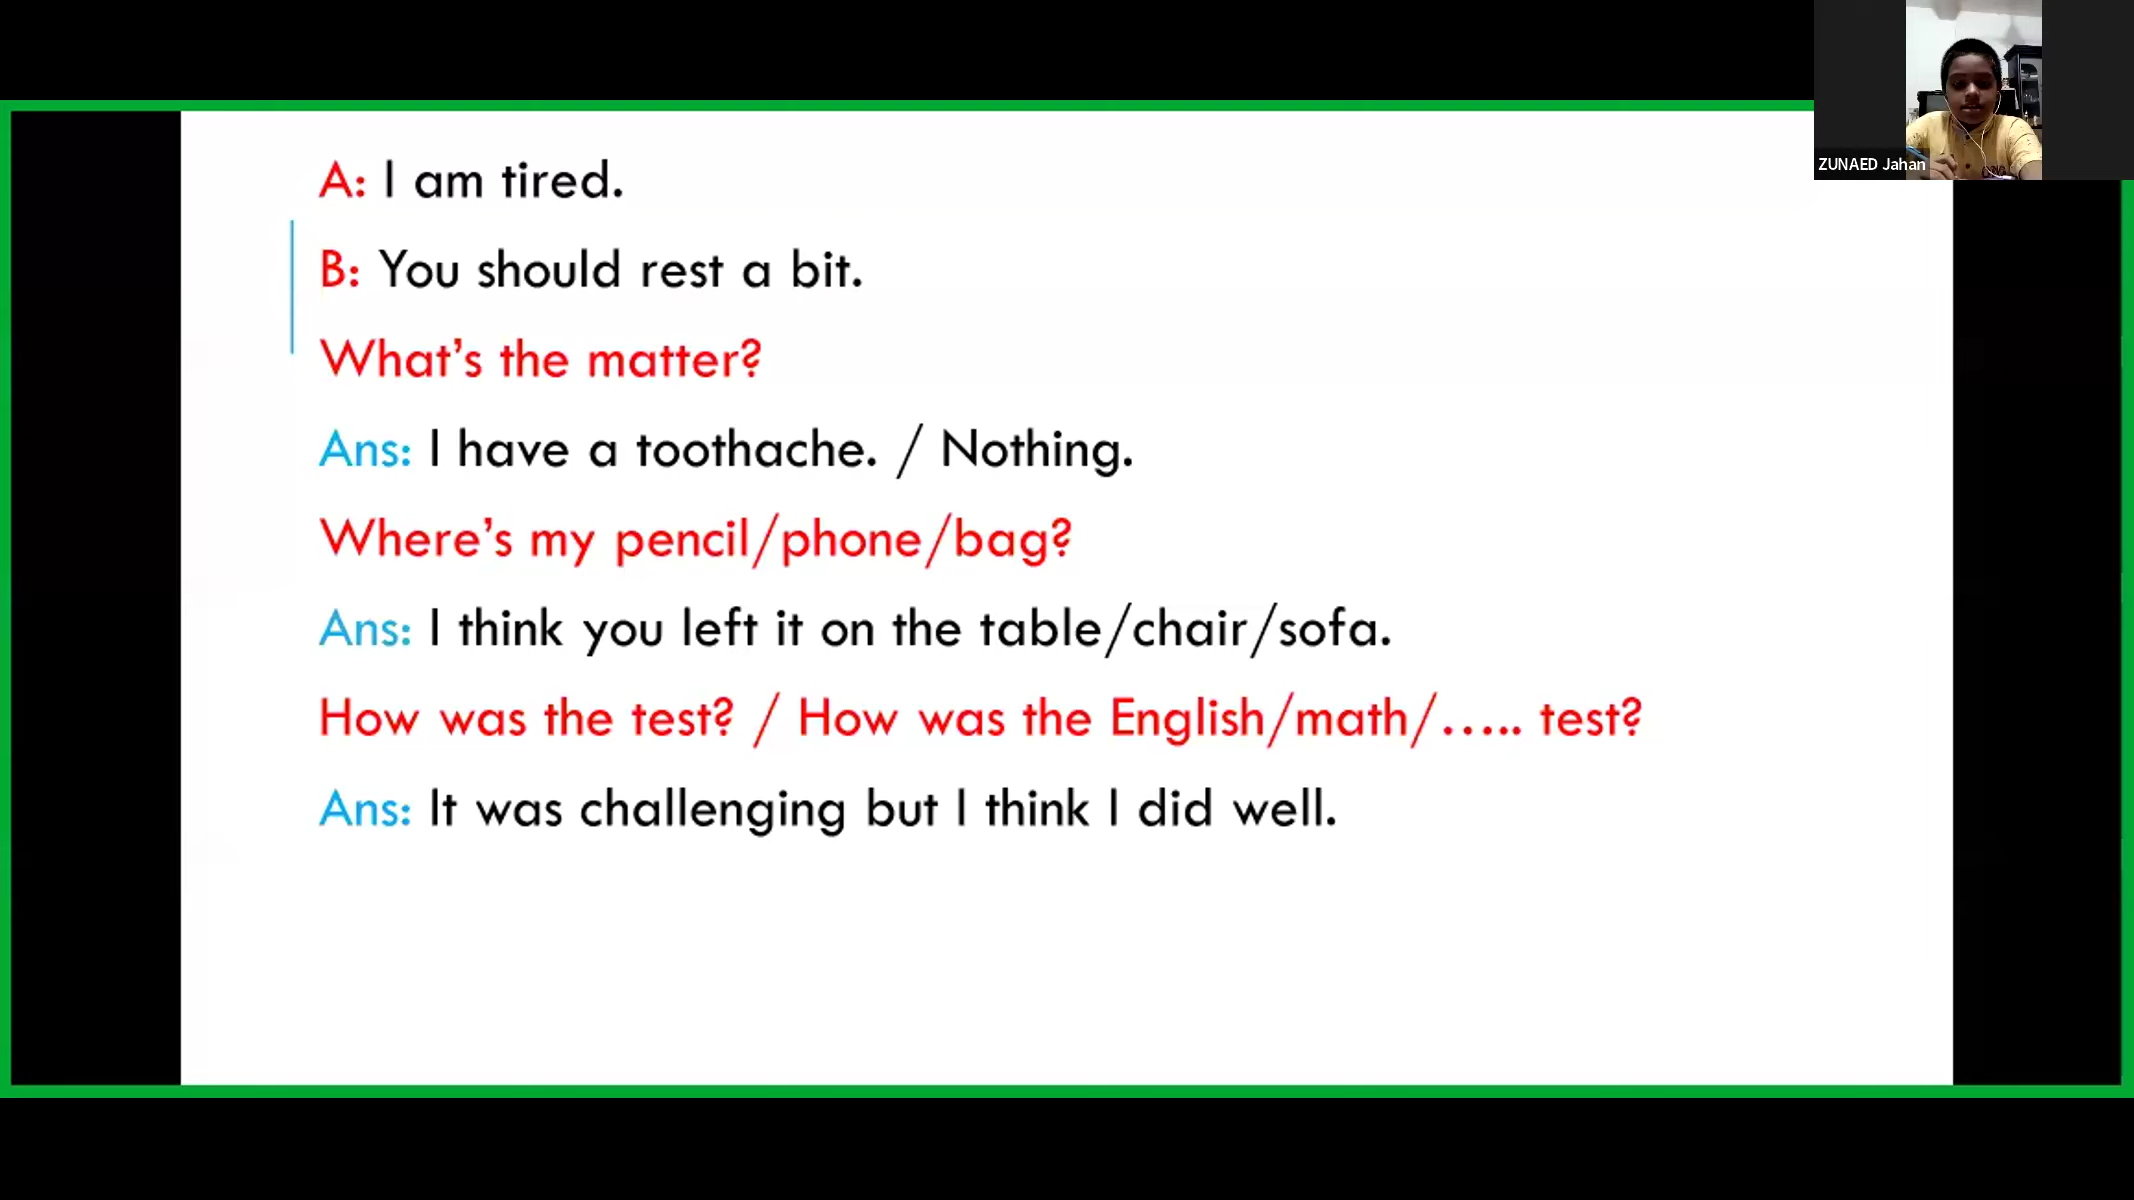 ZUNAED Jahan
A: I am tired.
B: You should rest a bit.
What’s the matter?
Ans: I have a toothache. / Nothing.
Where’s my pencil/phone/bag?
Ans: I think you left it on the table/chair/sofa.
How was the test? / How was the English/math/..... test?
Ans: It was challenging but I think I did well.